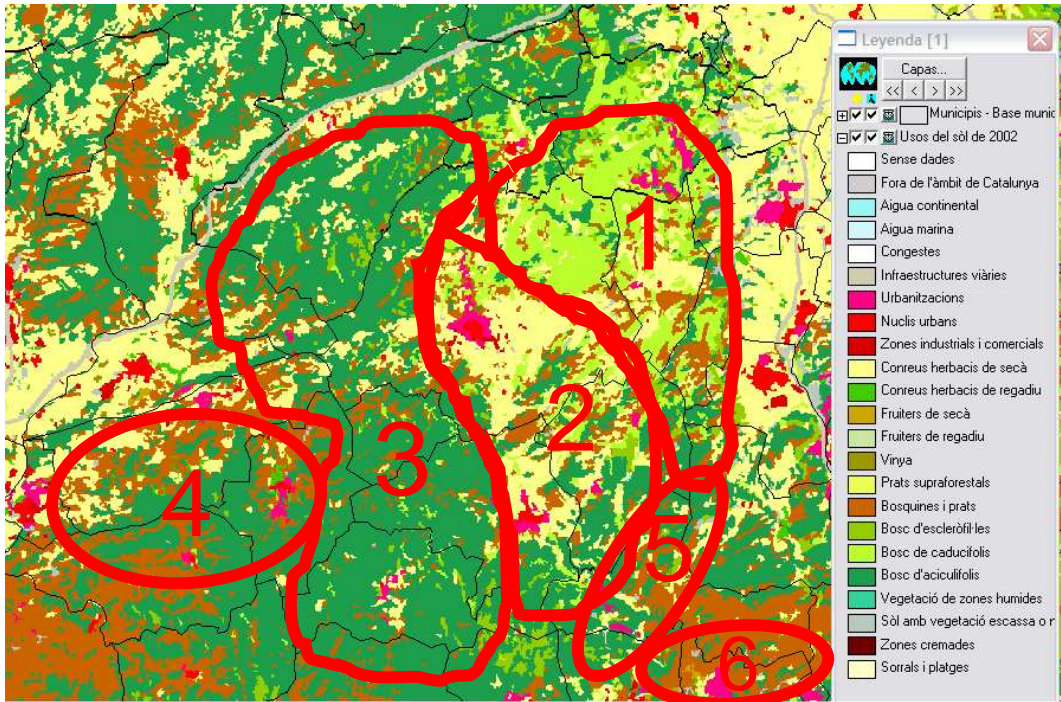 Leyenda [1]
Capas...
<< < > >>
Municipis - Base munic
Usos del sòl de 2002
Sense dades
Fora de l'àmbit de Catalunya
Aigua continental
Aigua marina
Congestes
Infraestructures viàries
Urbanitzacions
Nuclis urbans
Zones industrials i comercials
Conreus herbacis de secà
Conreus herbacis de regadiu
Fruiters de secà
Fruiters de regadiu
Vinya
Prats supraforestals
Bosquines i prats
Bosc d'escleròfil·les
Bosc de caducifolis
Bosc d'aciculifolis
Vegetació de zones humides
Sòl amb vegetació escassa o r
Zones cremades
Sorrals i platges
1
2
3
4
5
6